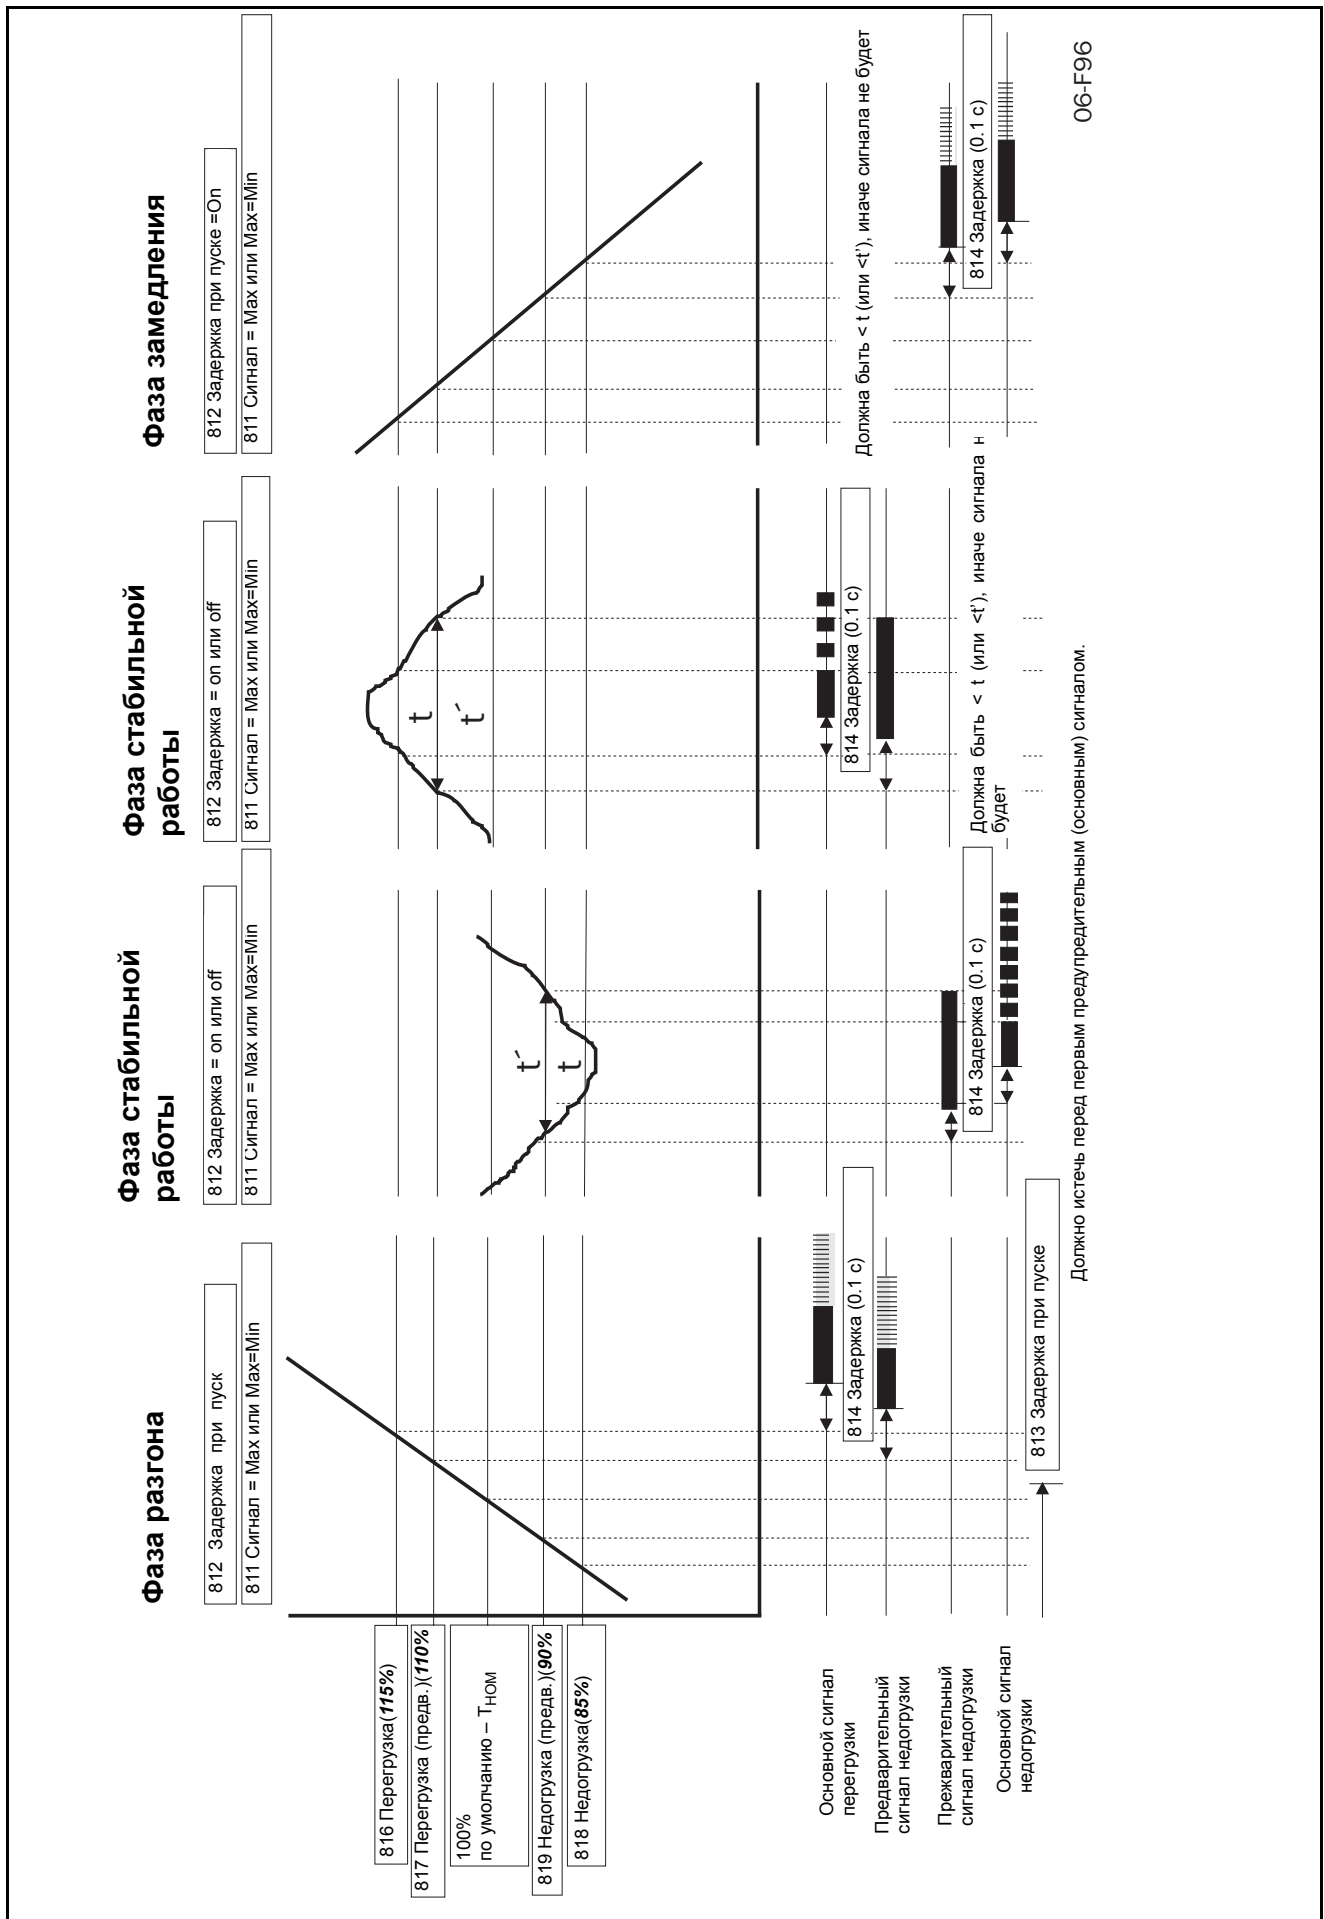 Фаза разгона
812 Задержка при пуск
811 Сигнал = Max или Max=Min
Фаза стабильной
работы
812 Задержка = on или off
811 Сигнал = Max или Max=Min
Фаза стабильной
работы
812 Задержка = on или off
811 Сигнал = Max или Max=Min
Фаза замедления
812 Задержка при пуске =On
811 Сигнал = Max или Max=Min
816 Перегрузка(115%)
817 Перегрузка (предв.)(110%
100%
по умолчанию – TНОМ
819 Недогрузка (предв.)(90%
818 Недогрузка(85%)
t´
t
t
t´
Основной сигнал
перегрузки
814 Задержка (0.1 с)
814 Задержка (0.1 с)
Должна быть < t (или <t'), иначе сигнала не будет
Предварительный
сигнал недогрузки
Прежварительный
сигнал недогрузки
814 Задержка (0.1 с)
Должна быть < t (или <t'), иначе сигнала н
будет
814 Задержка (0.1 с)
Основной сигнал
недогрузки
813 Задержка при пуске
Должно истечь перед первым предупредительным (основным) сигналом.
06-F96